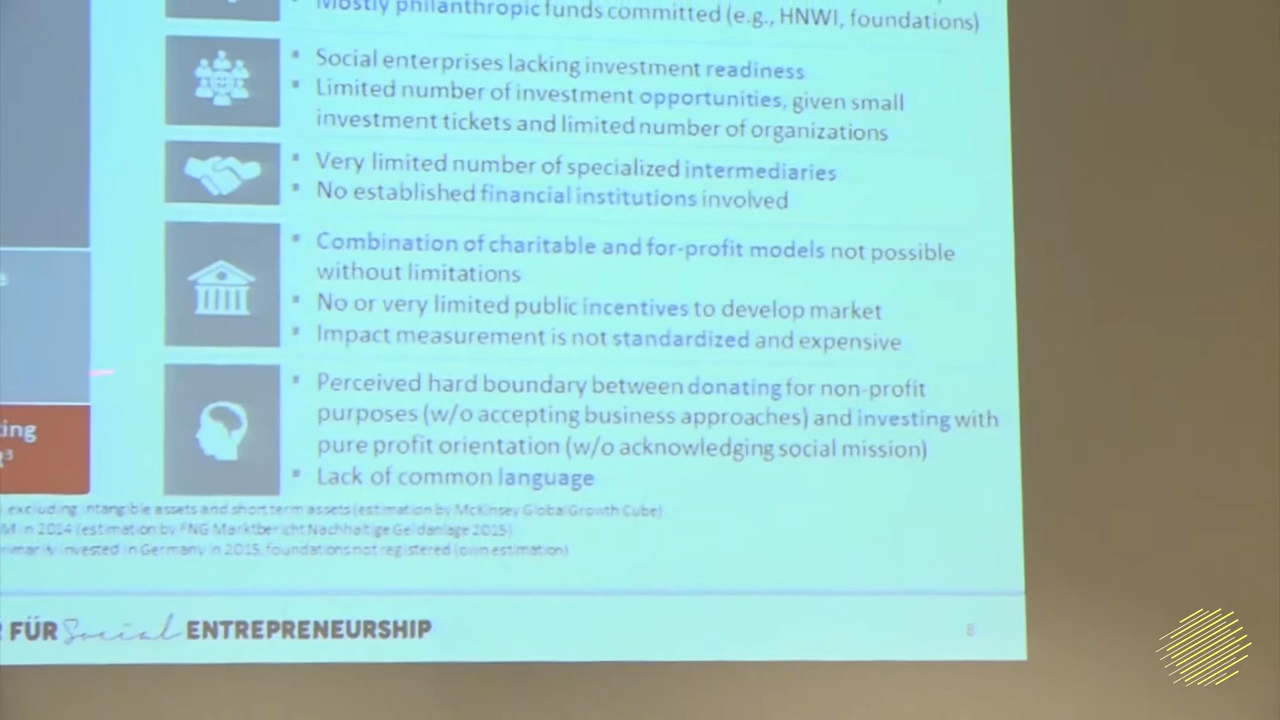 Mostly philanthropic funds committed (e.g., HNWI, foundations)
▪ Social enterprises lacking investment readiness
▪ Limited number of investment opportunities, given small
investment tickets and limited number of organizations
▪ Very limited number of specialized intermediaries
▪ No established financial institutions involved
▪ Combination of charitable and for-profit models not possible
without limitations
▪ No or very limited public incentives to develop market
▪ Impact measurement is not standardized and expensive
▪ Perceived hard boundary between donating for non-profit
purposes (w/o accepting business approaches) and investing with
pure profit orientation (w/o acknowledging social mission)
▪ Lack of common language
ing
3
excluding intangible assets and short term assets (estimation by McKinsey Global Growth Cube)
M in 2014 (estimation by FNG Marktbericht Nachhaltige Geldanlage 2015)
rimarily invested in Germany in 2015, foundations not registered (own estimation)
FÜR Social ENTREPRENEURSHIP
8